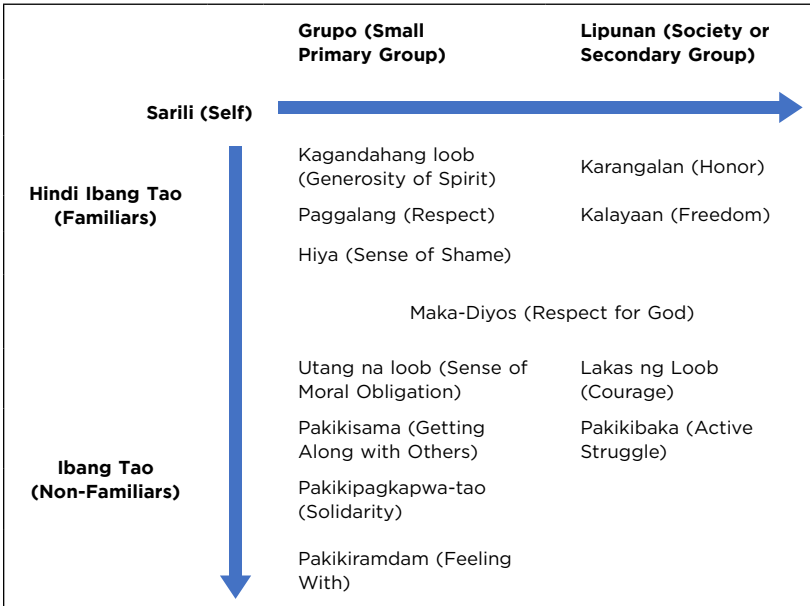 Grupo (Small
Primary Group)
Lipunan (Society or
Secondary Group)
Sarili (Self)
Hindi Ibang Tao
(Familiars)
Kagandahang loob
(Generosity of Spirit)
Paggalang (Respect)
Hiya (Sense of Shame)
Karangalan (Honor)
Kalayaan (Freedom)
Maka-Diyos (Respect for God)
Ibang Tao
(Non-Familiars)
Utang na loob (Sense of
Moral Obligation)
Pakikisama (Getting
Along with Others)
Pakikipagkapwa-tao
(Solidarity)
Pakikiramdam (Feeling
With)
Lakas ng Loob
(Courage)
Pakikibaka (Active
Struggle)